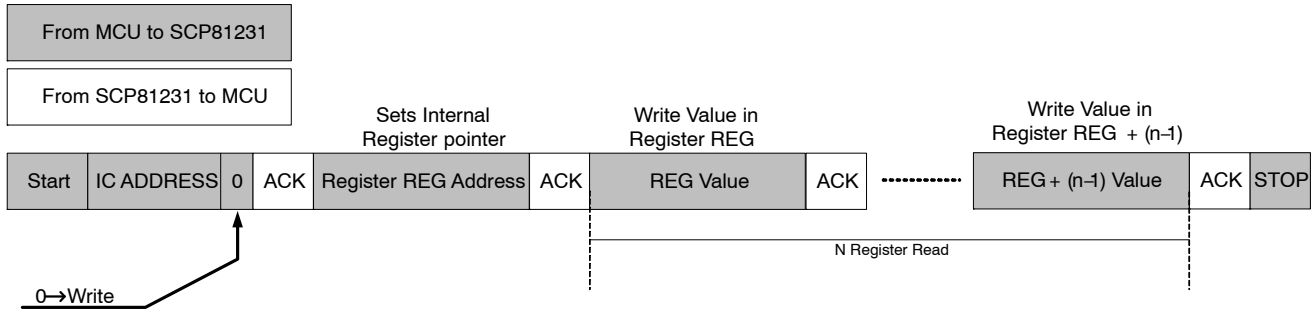 From MCU to SCP81231
From SCP81231 to MCU
Sets Internal
Register pointer
Write Value in
Register REG
Write Value in
Register REG + (n–1)
Start IC ADDRESS 0 ACK Register REG Address ACK REG Value ACK REG + (n–1) Value ACK STOP
N Register Read
0→Write